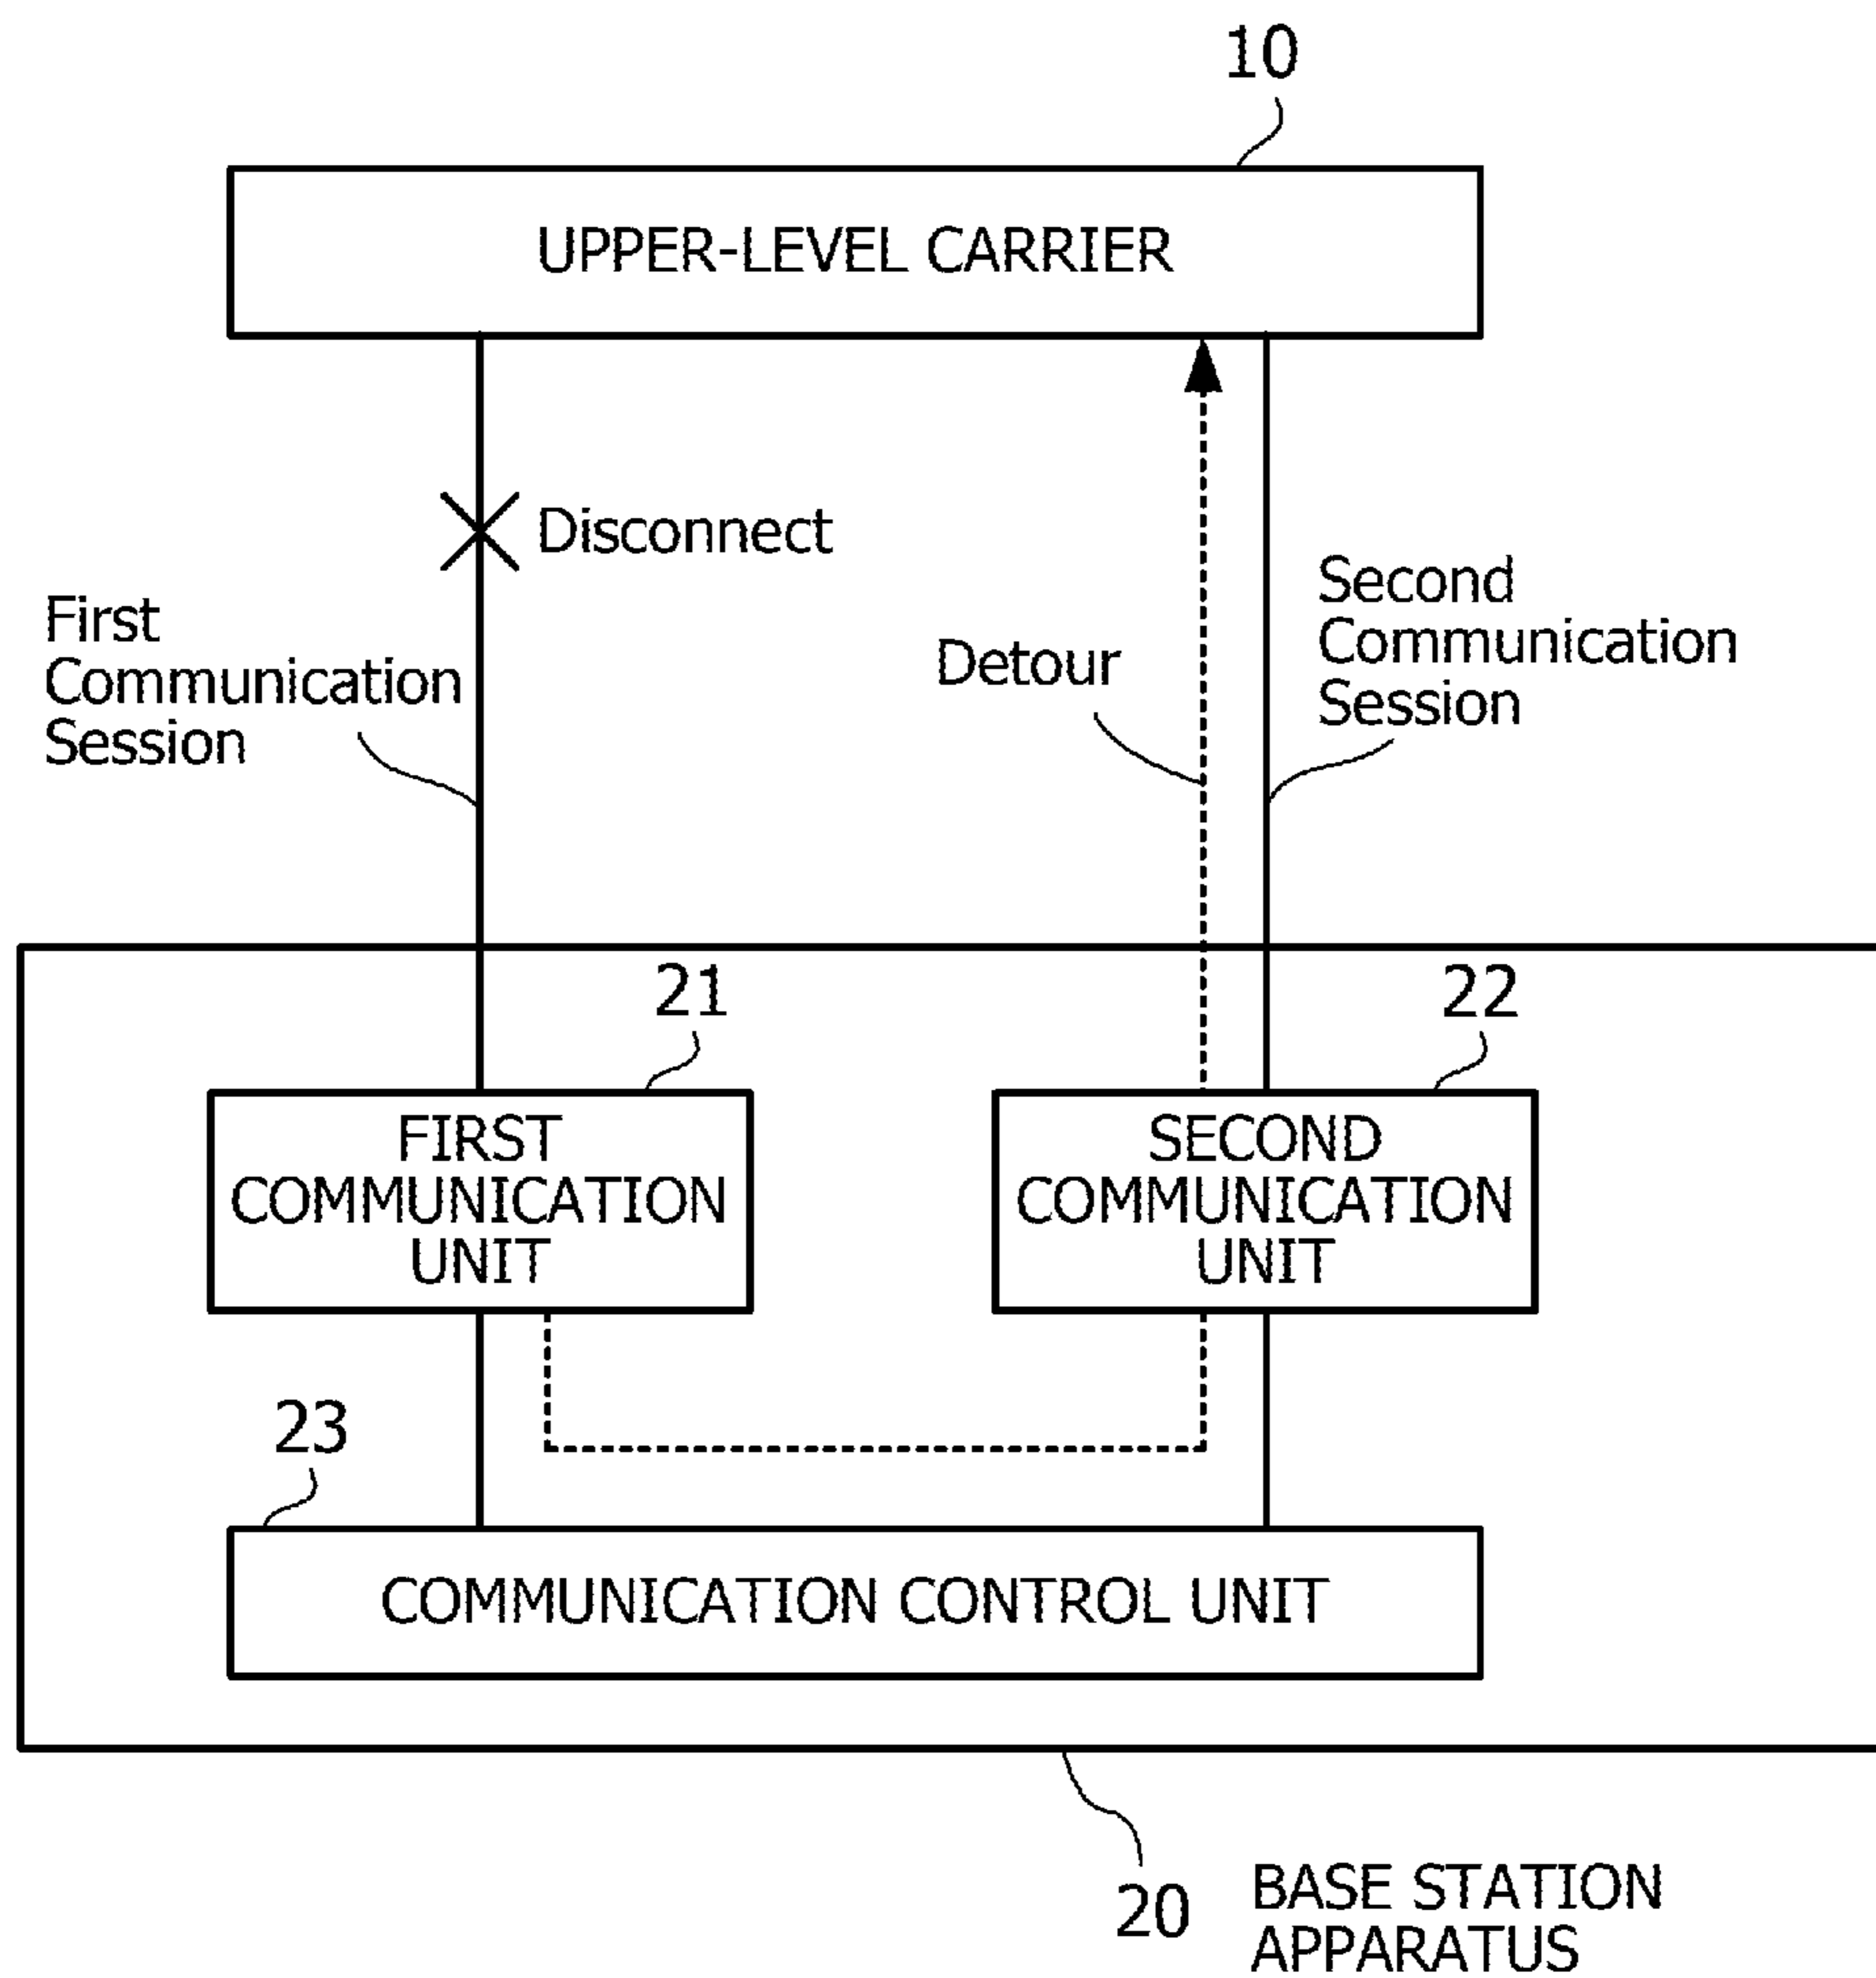 10
UPPER-LEVEL CARRIER
Disconnect
First
Communication
Session
Detour
Second
Communication
Session
21
22
FIRST
COMMUNICATION
UNIT
SECOND
COMMUNICATION
UNIT
23
COMMUNICATION CONTROL UNIT
20
BASE STATION
APPARATUS